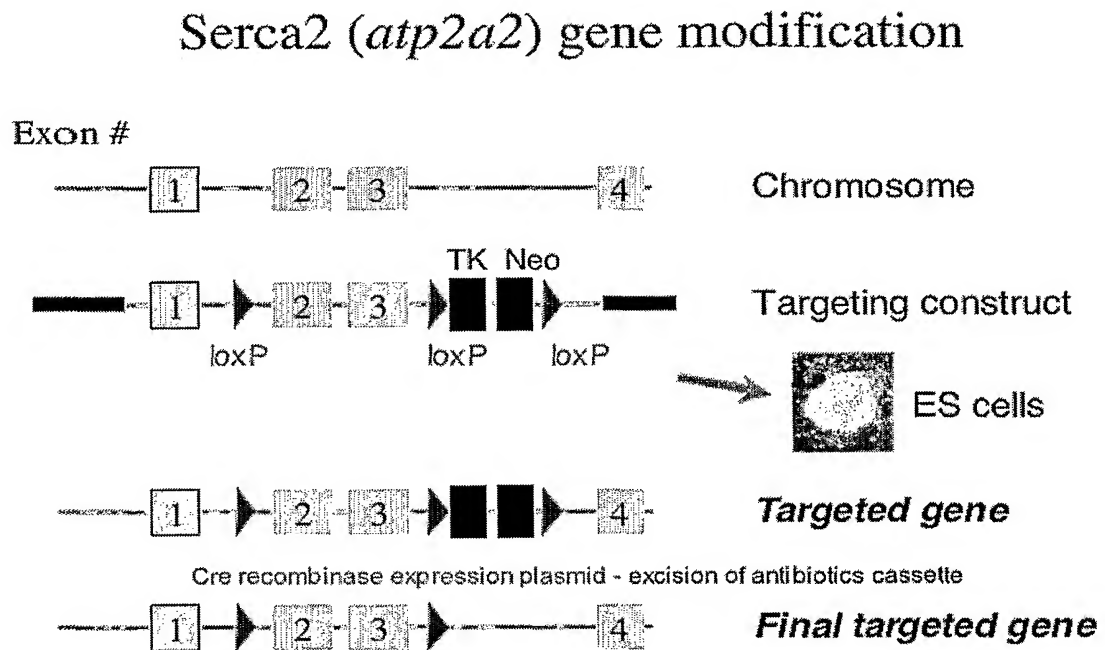 Serca2 (atp2a2) gene modification
Exon #
1 2 3 4 Chromosome
TK Neo
1 2 3 Targeting construct
loxP loxP loxP
ES cells
1 2 3 4 Targeted gene
Cre recombinase expression plasmid - excision of antibiotics cassette
1 2 3 4 Final targeted gene